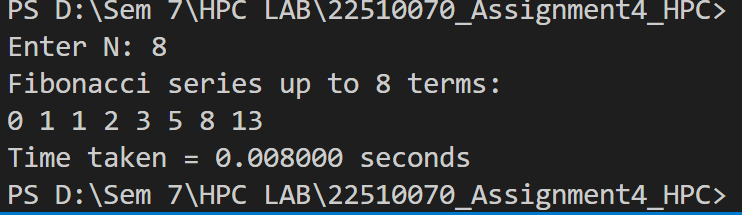 PS D:\Sem 7\HPC LAB\22510070_Assignment4_HPC>
Enter N: 8
Fibonacci series up to 8 terms:
0 1 1 2 3 5 8 13
Time taken = 0.008000 seconds
PS D:\Sem 7\HPC LAB\22510070_Assignment4_HPC>